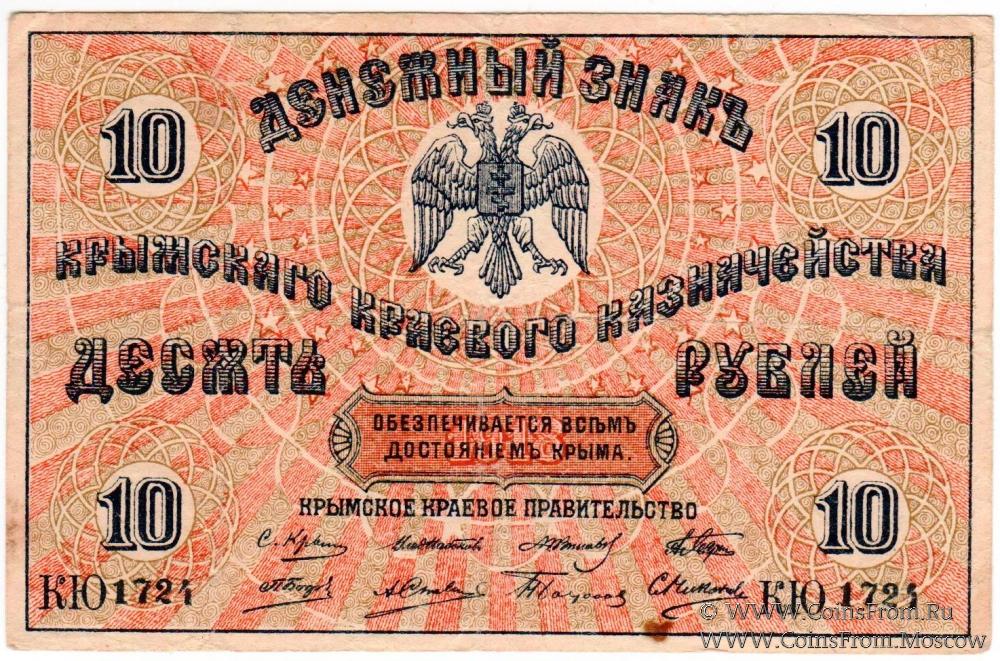 ДЕНЕЖНЫЙ ЗНАКЪ
10 10
КРЫМСКАГО КРАЕВОГО КАЗНАЧЕЙСТВА
ДЕСЯТЬ РУБЛЕЙ
ОБЕЗПЕЧИВАЕТСЯ ВСѢМЪ
ДОСТОЯНІЕМЪ КРЫМА.
10 10
КРЫМСКОЕ КРАЕВОЕ ПРАВИТЕЛЬСТВО
С. Крым
КЮ 1724 КЮ 1724
© WWW.COINSFROM.RU
WWW.COINSFROM.MOSCOW